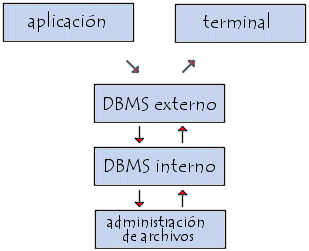 aplicación
terminal
DBMS externo
DBMS interno
administración
de archivos